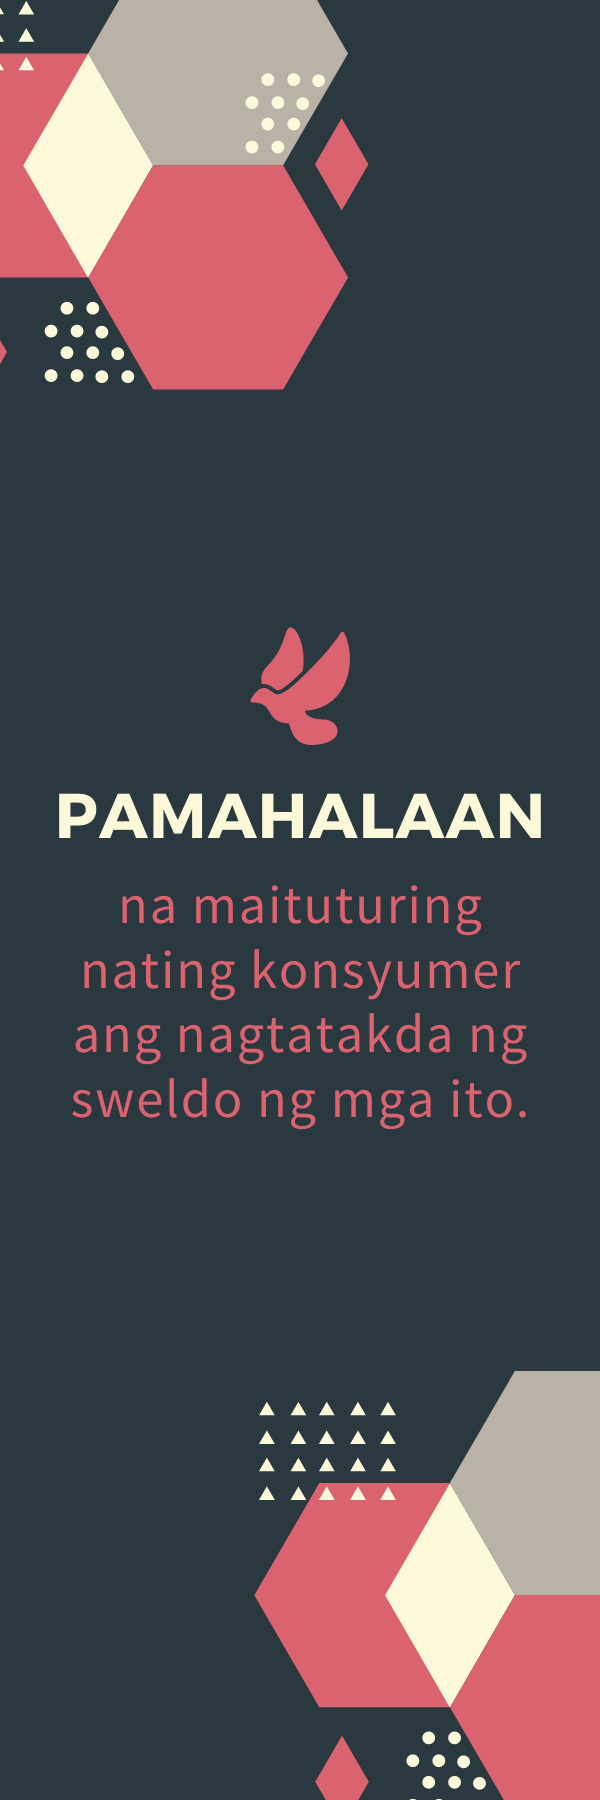 PAMAHALAAN
na maituturing
nating konsyumer
ang nagtatakda ng
sweldo ng mga ito.